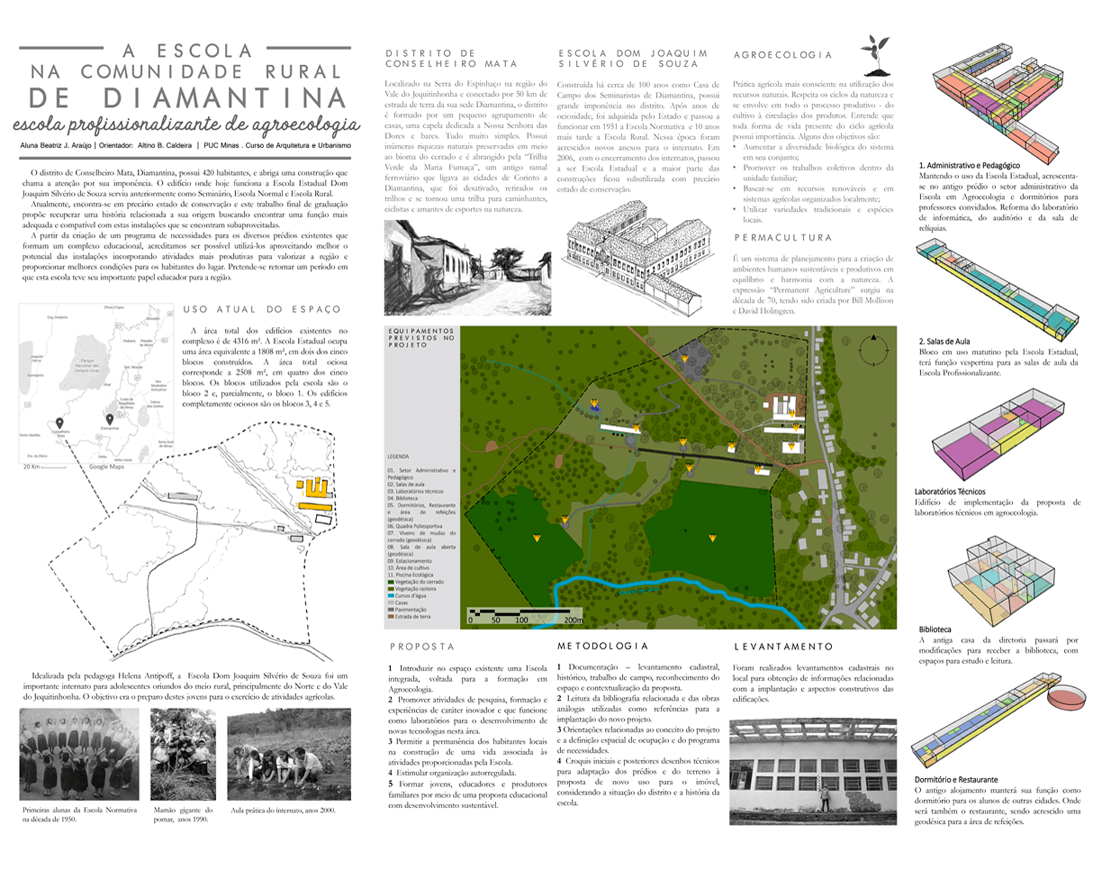 A ESCOLA
NA COMUNIDADE RURAL
DE DIAMANTINA
escola profissionalizante de agroecologia
Aluna Beatriz J. Araújo | Orientador: Altino B. Caldeira | PUC Minas . Curso de Arquitetura e Urbanismo
O distrito de Conselheiro Mata, Diamantina, possui 420 habitantes, e abriga uma construção que
chama a atenção por sua imponência. O edifício onde hoje funciona a Escola Estadual Dom
Joaquim Silvério de Souza serviu anteriormente como Seminário, Escola Normal e Escola Rural.
Atualmente, encontra-se em precário estado de conservação e este trabalho final de graduação
propõe recuperar uma história relacionada a sua origem buscando encontrar uma função mais
adequada e compatível com estas instalações que se encontram subaproveitadas.
A partir da criação de um programa de necessidades para os diversos prédios existentes que
formam um complexo educacional, acreditamos ser possível utilizá-los aproveitando melhor o
potencial das instalações incorporando atividades mais produtivas para valorizar a região e
proporcionar melhores condições para os habitantes do lugar. Pretende-se retomar um período em
que esta escola teve seu importante papel educador para a região.
USO ATUAL DO ESPAÇO
A área total dos edifícios existentes no
complexo é de 4316 m². A Escola Estadual ocupa
uma área equivalente a 1808 m², em dois dos cinco
blocos construídos. A área total ociosa
corresponde a 2508 m², em quatro dos cinco
blocos. Os blocos utilizados pela escola são o
bloco 2 e, parcialmente, o bloco 1. Os edifícios
completamente ociosos são os blocos 3, 4 e 5.
20 Km
Google Maps
Idealizada pela pedagoga Helena Antipoff, a Escola Dom Joaquim Silvério de Souza foi um
importante internato para adolescentes oriundos do meio rural, principalmente do Norte e do Vale
do Jequitinhonha. O objetivo era o preparo destes jovens para o exercício de atividades agrícolas.
Primeiras alunas da Escola Normativa
na década de 1950.
Mamão gigante do
pomar, anos 1990.
Aula prática do internato, anos 2000.
DISTRITO DE
CONSELHEIRO MATA
Localizado na Serra do Espinhaço na região do
Vale do Jequitinhonha e conectado por 50 km de
estrada de terra da sua sede Diamantina, o distrito
é formado por um pequeno agrupamento de
casas, uma capela dedicada a Nossa Senhora das
Dores e bares. Tudo muito simples. Possui
inúmeras riquezas naturais preservadas em meio
ao bioma do cerrado e é abrangido pela “Trilha
Verde da Maria Fumaça”, um antigo ramal
ferroviário que ligava as cidades de Corinto a
Diamantina, que foi desativado, retirados os
trilhos e se tornou uma trilha para caminhantes,
ciclistas e amantes de esportes na natureza.
ESCOLA DOM JOAQUIM
SILVÉRIO DE SOUZA
Construída há cerca de 100 anos como Casa de
Campo dos Seminaristas de Diamantina, possui
grande imponência no distrito. Após anos de
ociosidade, foi adquirido pelo Estado e passou a
funcionar em 1951 a Escola Normativa e 10 anos
mais tarde a Escola Rural. Nessa época foram
acrescidos novos anexos para o internato. Em
2006, com o encerramento dos internatos, passou
a ser Escola Estadual e a maior parte das
construções ficou subutilizada com precário
estado de conservação.
AGROECOLOGIA
Prática agrícola mais consciente na utilização dos
recursos naturais. Respeita os ciclos da natureza e
se envolve em todo o processo produtivo - do
cultivo à circulação dos produtos. Entende que
toda forma de vida presente do ciclo agrícola
possui importância. Alguns dos objetivos são:
• Aumentar a diversidade biológica do sistema
em seu conjunto;
• Promover os trabalhos coletivos dentro da
unidade familiar;
• Basear-se em recursos renováveis e em
sistemas agrícolas organizados localmente;
• Utilizar variedades tradicionais e espécies
locais.
PERMACULTURA
É um sistema de planejamento para a criação de
ambientes humanos sustentáveis e produtivos em
equilíbrio e harmonia com a natureza. A
expressão “Permanent Agriculture” surgiu na
década de 70, tendo sido criada por Bill Mollison
e David Holmgren.
EQUIPAMENTOS
PREVISTOS NO
PROJETO
LEGENDA
01. Setor Administrativo e
Pedagógico
02. Salas de aula
03. Laboratórios técnicos
04. Biblioteca
05. Dormitórios, Restaurante
e área de refeições
(geodésica)
06. Quadra Poliesportiva
07. Viveiro de mudas do
cerrado (geodésica)
08. Sala de aula aberta
(geodésica)
09. Estacionamento
10. Área de cultivo
11. Piscina Ecológica
Vegetação do cerrado
Vegetação rasteira
Cursos d'água
Casas
Pavimentação
Estrada de terra
0 50 100 200m
PROPOSTA
1 Introduzir no espaço existente uma Escola
integrada, voltada para a formação em
Agroecologia.
2 Promover atividades de pesquisa, formação e
experiências de caráter inovador e que funcione
como laboratórios para o desenvolvimento de
novas tecnologias nesta área.
3 Permitir a permanência dos habitantes locais
na construção de uma vida associada às
atividades proporcionadas pela Escola.
4 Estimular organização autorregulada.
5 Formar jovens, educadores e produtores
familiares por meio de uma proposta educacional
com desenvolvimento sustentável.
METODOLOGIA
1 Documentação – levantamento cadastral,
histórico, trabalho de campo, reconhecimento do
espaço e contextualização da proposta.
2 Leitura da bibliografia relacionada e das obras
análogas utilizadas como referências para a
implantação do novo projeto.
3 Orientações relacionadas ao conceito do projeto
e a definição espacial de ocupação e do programa
de necessidades.
4 Croquis iniciais e posteriores desenhos técnicos
para adaptação dos prédios e do terreno à
proposta de novo uso para o imóvel,
considerando a situação do distrito e a história da
escola.
LEVANTAMENTO
Foram realizados levantamentos cadastrais no
local para obtenção de informações relacionadas
com a implantação e aspectos construtivos das
edificações.
1. Administrativo e Pedagógico
Mantendo o uso da Escola Estadual, acrescenta-
se no antigo prédio o setor administrativo da
Escola em Agroecologia e dormitórios para
professores convidados. Reforma do laboratório
de informática, do auditório e da sala de
relíquias.
2. Salas de Aula
Bloco em uso matutino pela Escola Estadual,
terá função vespertina para as salas de aula da
Escola Profissionalizante.
Laboratórios Técnicos
Edifício de implementação da proposta de
laboratórios técnicos em agroecologia.
Biblioteca
A antiga casa da diretoria passará por
modificações para receber a biblioteca, com
espaços para estudo e leitura.
Dormitório e Restaurante
O antigo alojamento manterá sua função como
dormitório para os alunos de outras cidades. Onde
será também o restaurante, sendo acrescido uma
geodésica para a área de refeições.